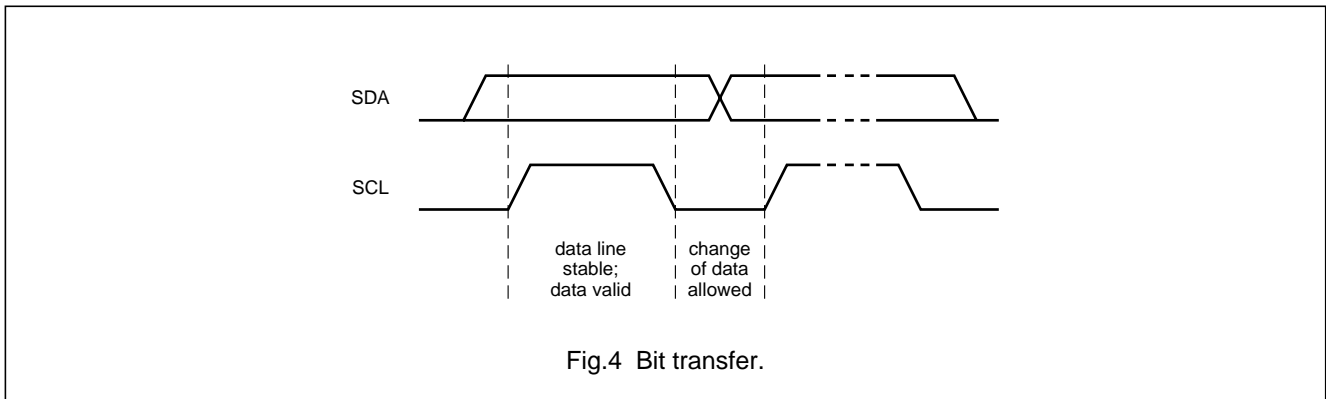 SDA
SCL
data line
stable;
data valid
change
of data
allowed
Fig.4 Bit transfer.